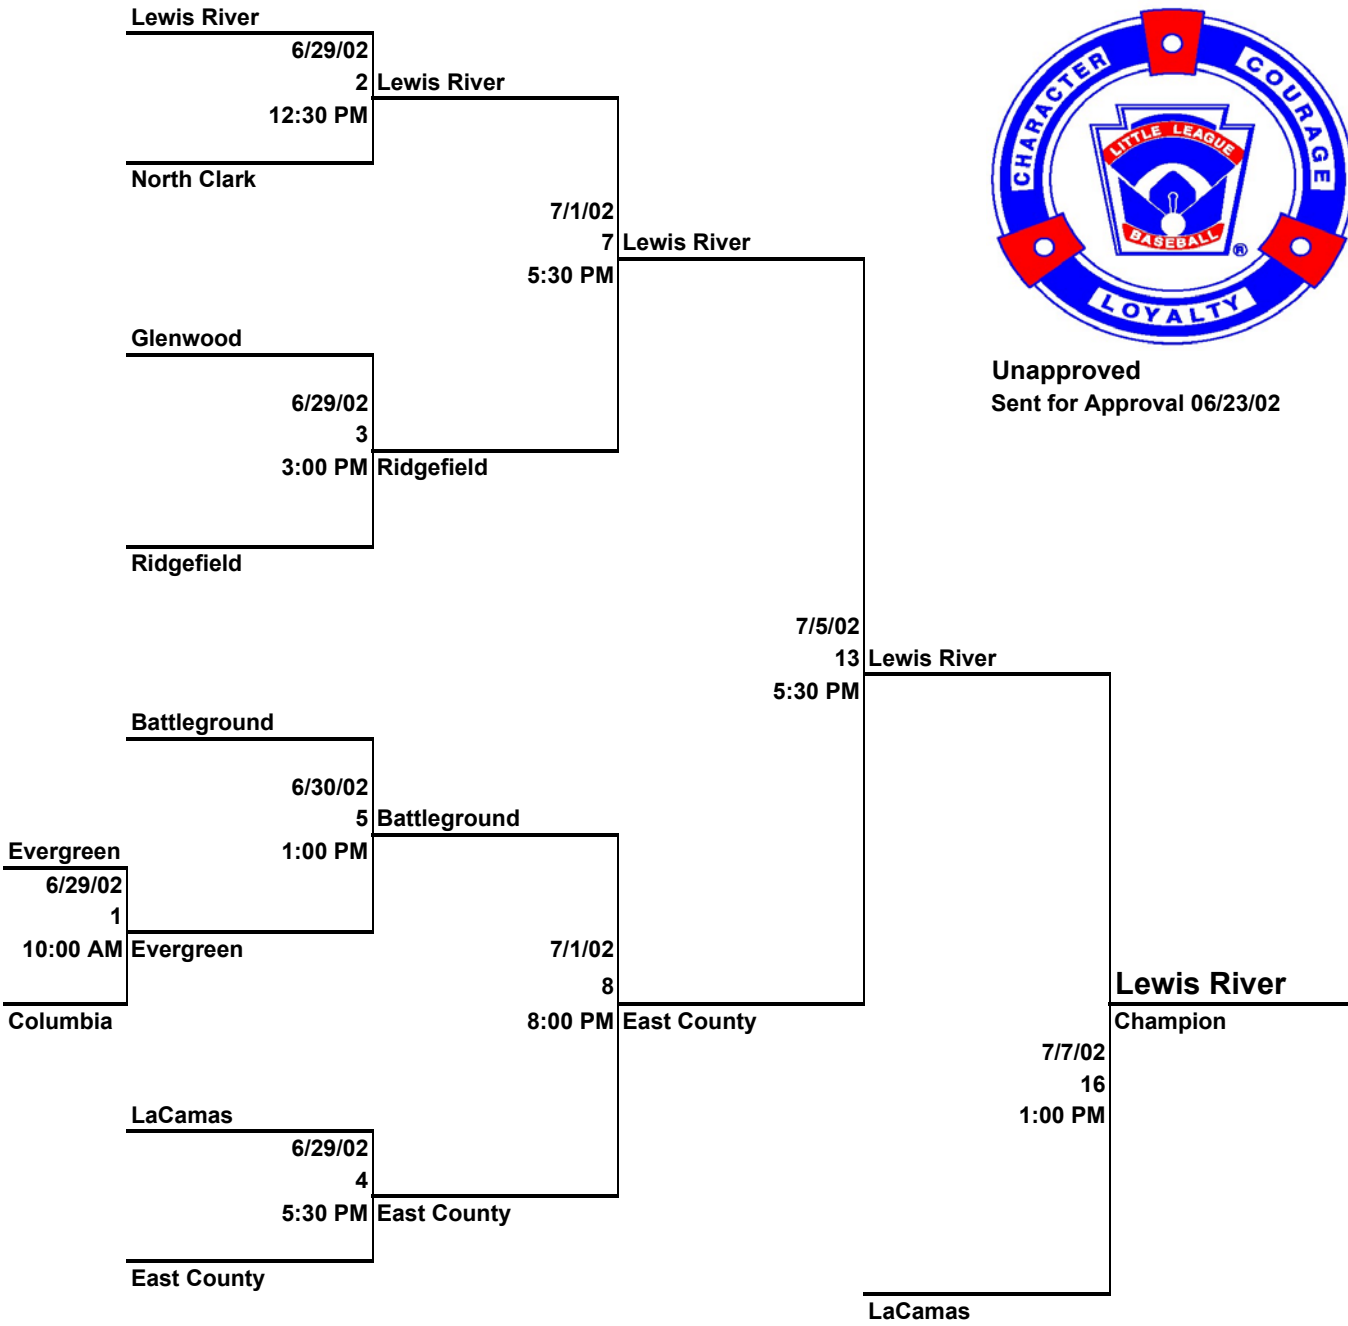 Lewis River
6/29/02
2 Lewis River
12:30 PM
North Clark
7/1/02
7 Lewis River
5:30 PM
Glenwood
6/29/02
3
3:00 PM Ridgefield
Ridgefield
CHARACTER
COURAGE
LOYALTY
LITTLE LEAGUE
BASEBALL
®
Unapproved
Sent for Approval 06/23/02
7/5/02
13 Lewis River
5:30 PM
Battleground
6/30/02
5 Battleground
1:00 PM
Evergreen
6/29/02
1
10:00 AM Evergreen
Columbia
7/1/02
8
8:00 PM East County
Lewis River
Champion
7/7/02
16
1:00 PM
LaCamas
6/29/02
4
5:30 PM East County
East County
LaCamas